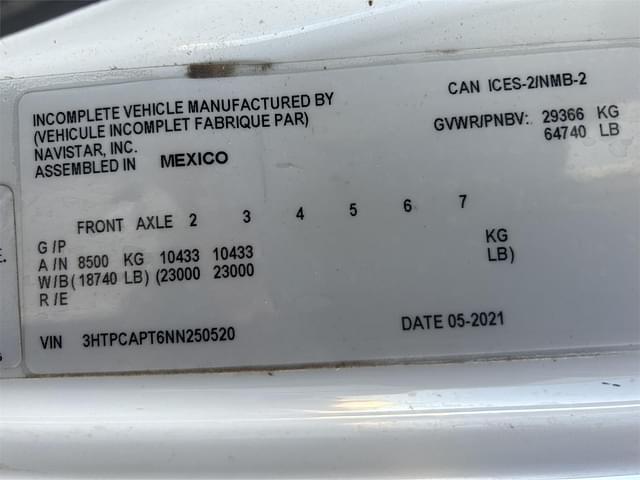 INCOMPLETE VEHICLE MANUFACTURED BY
(VEHICULE INCOMPLET FABRIQUE PAR)
NAVISTAR, INC.
ASSEMBLED IN MEXICO
CAN ICES-2/NMB-2
GVWR/PNBV: 29366 KG
64740 LB
FRONT AXLE 2 3 4 5 6 7
G /P
A / N 8500 KG 10433 10433 KG
W/B (18740 LB) (23000 23000 LB)
R / E
VIN 3HTPCAPT6NN250520
DATE 05-2021